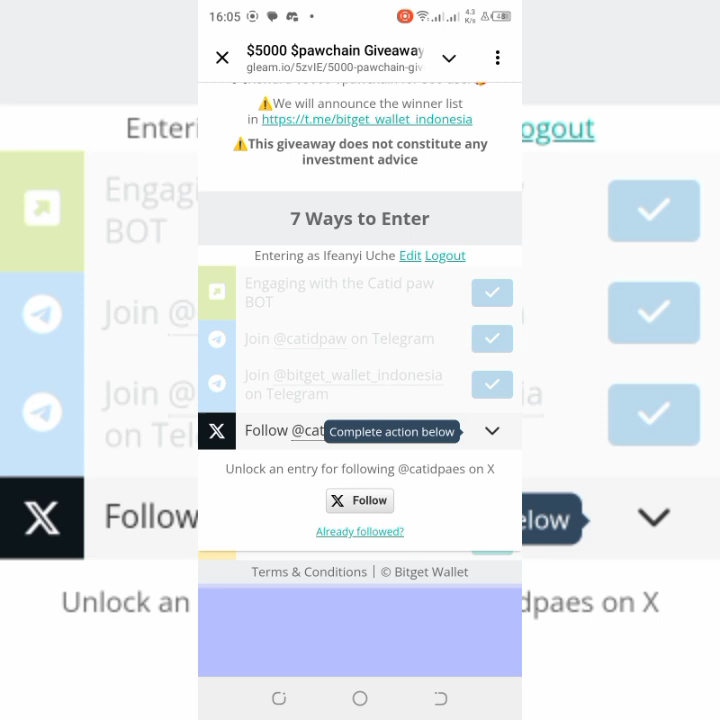 16:05
4.3
K/s
48
$5000 $pawchain Giveaway
gleam.io/5zvIE/5000-pawchain-giv
⚠️We will announce the winner list
in https://t.me/bitget_wallet_indonesia
⚠️This giveaway does not constitute any
investment advice
7 Ways to Enter
Entering as Ifeanyi Uche Edit Logout
Engaging with the Catid paw
BOT
Join @catidpaw on Telegram
Join @bitget_wallet_indonesia
on Telegram
Follow @cat
Complete action below
Unlock an entry for following @catidpaes on X
Follow
Already followed?
Terms & Conditions | © Bitget Wallet